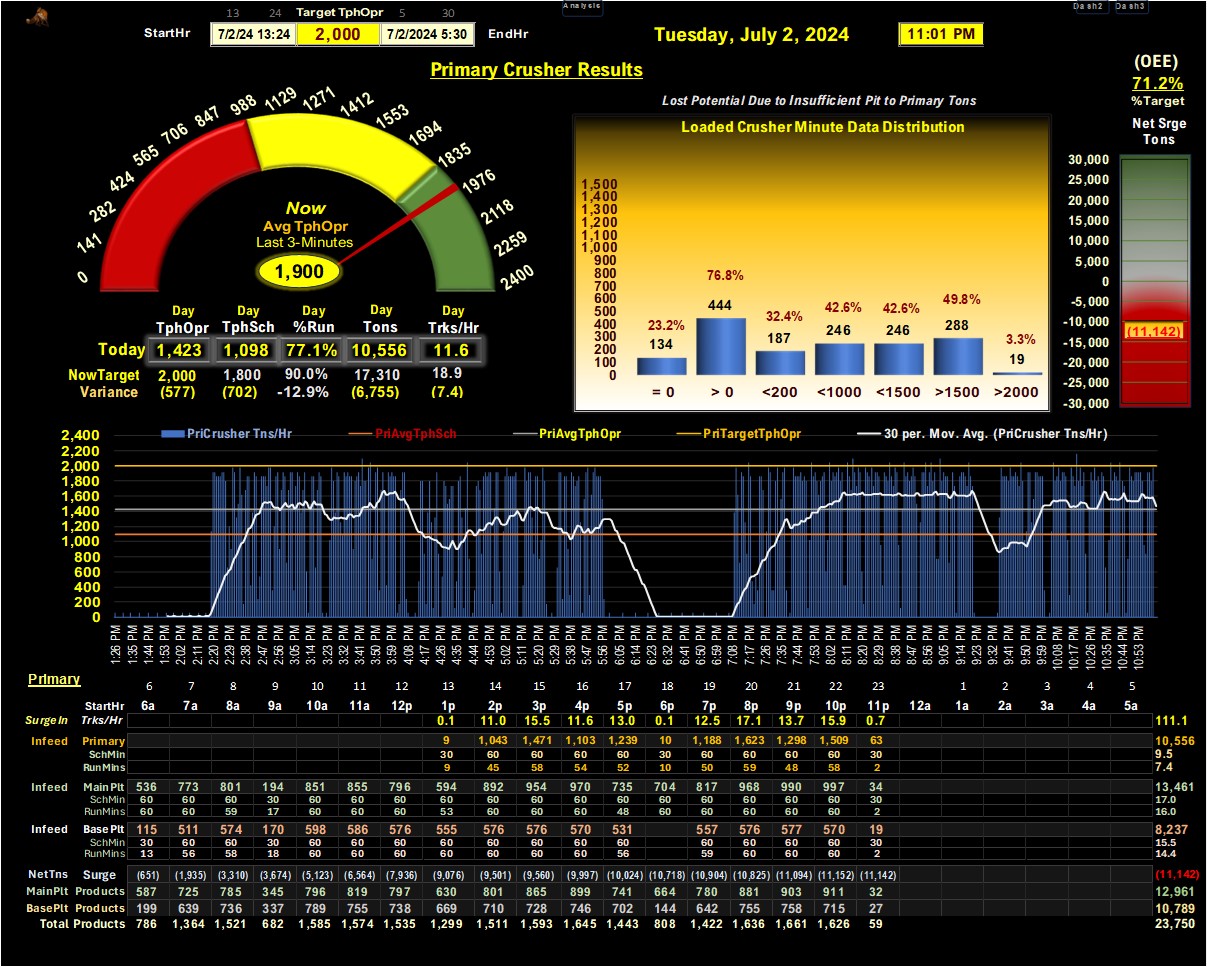 13 24 Target TphOpr 5 30 Analysis Dash2 Dash3
StartHr 7/2/24 13:24 2,000 7/2/2024 5:30 EndHr Tuesday, July 2, 2024 11:01 PM
Primary Crusher Results
(OEE)
71.2%
%Target
Net Srge
Tons
Lost Potential Due to Insufficient Pit to Primary Tons
Loaded Crusher Minute Data Distribution
0 141 282 424 565 706 847 988 1129 1271 1412 1553 1694 1835 1976 2118 2259 2400
Now
Avg TphOpr
Last 3-Minutes
1,900
1,500
1,400
1,300
1,200
1,100
1,000
900
800
700
600
500
400
300
200
100
0
23.2% 76.8% 32.4% 42.6% 42.6% 49.8% 3.3%
134 444 187 246 246 288 19
= 0 > 0 <200 <1000 <1500 >1500 >2000
30,000
25,000
20,000
15,000
10,000
5,000
0
-5,000
-10,000
(11,142)
-15,000
-20,000
-25,000
-30,000
Day Day Day Day Day
TphOpr TphSch %Run Tons Trks/Hr
Today 1,423 1,098 77.1% 10,556 11.6
NowTarget 2,000 1,800 90.0% 17,310 18.9
Variance (577) (702) -12.9% (6,755) (7.4)
PriCrusher Tns/Hr PriAvgTphSch PriAvgTphOpr PriTargetTphOpr 30 per. Mov. Avg. (PriCrusher Tns/Hr)
2,400
2,200
2,000
1,800
1,600
1,400
1,200
1,000
800
600
400
200
0
1:26 PM 1:35 PM 1:44 PM 1:53 PM 2:02 PM 2:11 PM 2:20 PM 2:29 PM 2:38 PM 2:47 PM 2:56 PM 3:05 PM 3:14 PM 3:23 PM 3:32 PM 3:41 PM 3:50 PM 3:59 PM 4:08 PM 4:17 PM 4:26 PM 4:35 PM 4:44 PM 4:53 PM 5:02 PM 5:11 PM 5:20 PM 5:29 PM 5:38 PM 5:47 PM 5:56 PM 6:05 PM 6:14 PM 6:23 PM 6:32 PM 6:41 PM 6:50 PM 6:59 PM 7:08 PM 7:17 PM 7:26 PM 7:35 PM 7:44 PM 7:53 PM 8:02 PM 8:11 PM 8:20 PM 8:29 PM 8:38 PM 8:47 PM 8:56 PM 9:05 PM 9:14 PM 9:23 PM 9:32 PM 9:41 PM 9:50 PM 9:59 PM 10:08 PM 10:17 PM 10:26 PM 10:35 PM 10:44 PM 10:53 PM
Primary 6 7 8 9 10 11 12 13 14 15 16 17 18 19 20 21 22 23 1 2 3 4 5
StartHr 6a 7a 8a 9a 10a 11a 12p 1p 2p 3p 4p 5p 6p 7p 8p 9p 10p 11p 12a 1a 2a 3a 4a 5a
SurgeIn Trks/Hr 0.1 11.0 15.5 11.6 13.0 0.1 12.5 17.1 13.7 15.9 0.7 111.1
Infeed Primary 9 1,043 1,471 1,103 1,239 10 1,188 1,623 1,298 1,509 63 10,556
SchMin 30 60 60 60 60 30 60 60 60 60 30 9.5
RunMins 9 45 58 54 52 10 50 59 48 58 2 7.4
Infeed MainPlt 536 773 801 194 851 855 796 594 892 954 970 735 704 817 968 990 997 34 13,461
SchMin 60 60 60 30 60 60 60 60 60 60 60 60 60 60 60 60 60 30 17.0
RunMins 60 60 59 17 60 60 60 53 60 60 60 48 60 60 60 60 60 2 16.0
Infeed BasePlt 115 511 574 170 598 586 576 555 576 576 570 531 557 576 577 570 19 8,237
SchMin 30 60 60 30 60 60 60 60 60 60 60 60 60 60 60 60 30 15.5
RunMins 13 56 58 18 60 60 60 60 60 60 60 56 59 60 60 60 2 14.4
NetTns Surge (651) (1,935) (3,310) (3,674) (5,123) (6,564) (7,936) (9,076) (9,501) (9,560) (9,997) (10,024) (10,718) (10,904) (10,825) (11,094) (11,152) (11,142) (11,142)
MainPlt Products 587 725 785 345 796 819 797 630 801 865 899 741 664 780 881 903 911 32 12,961
BasePlt Products 199 639 736 337 789 755 738 669 710 728 746 702 144 642 755 758 715 27 10,789
Total Products 786 1,364 1,521 682 1,585 1,574 1,535 1,299 1,511 1,593 1,645 1,443 808 1,422 1,636 1,661 1,626 59 23,750